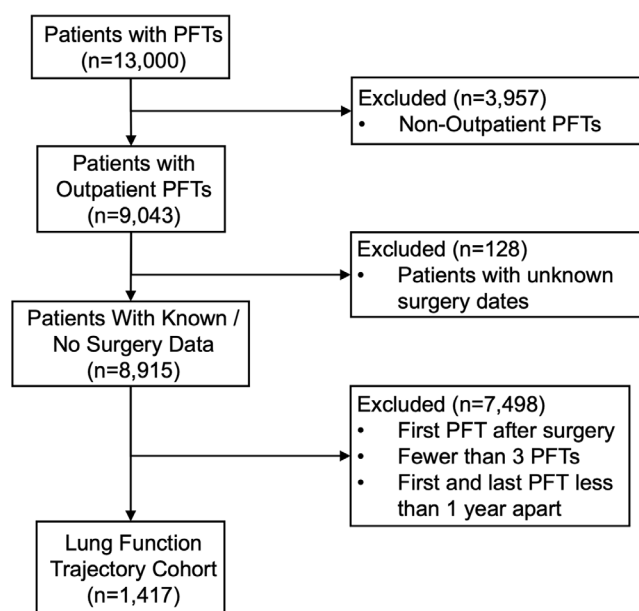 Patients with PFTs
(n=13,000)
Excluded (n=3,957)
• Non-Outpatient PFTs
Patients with
Outpatient PFTs
(n=9,043)
Excluded (n=128)
• Patients with unknown
surgery dates
Patients With Known /
No Surgery Data
(n=8,915)
Excluded (n=7,498)
• First PFT after surgery
• Fewer than 3 PFTs
• First and last PFT less
than 1 year apart
Lung Function
Trajectory Cohort
(n=1,417)